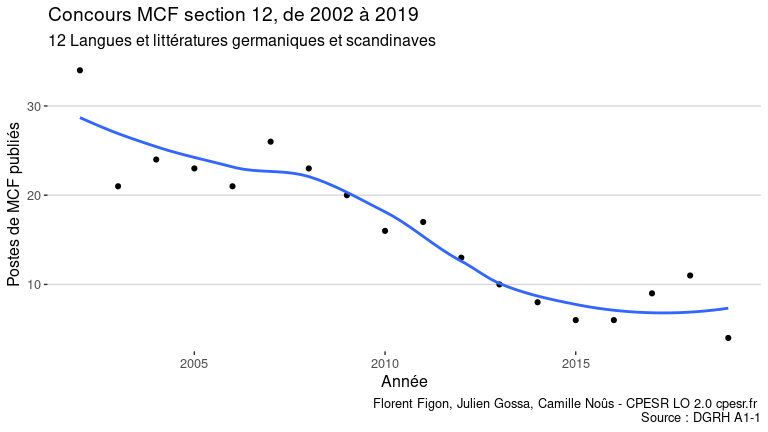 Concours MCF section 12, de 2002 à 2019
12 Langues et littératures germaniques et scandinaves
Postes de MCF publiés
30
20
10
2005 2010 2015
Année
Florent Figon, Julien Gossa, Camille Noûs - CPESR LO 2.0 cpesr.fr
Source : DGRH A1-1